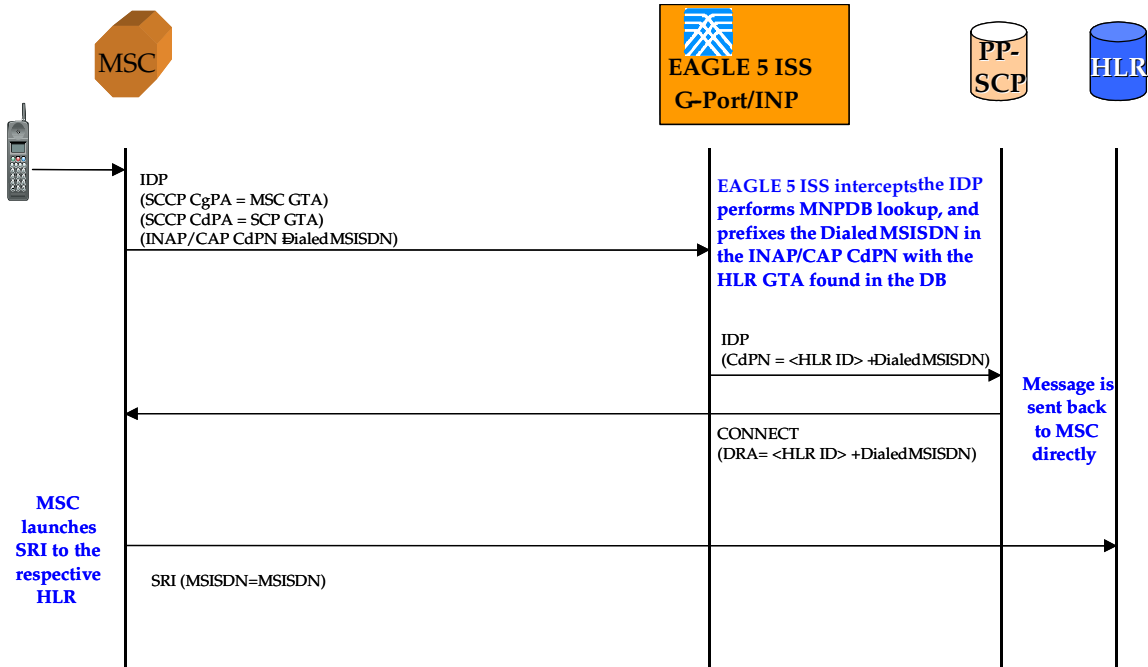 MSC
EAGLE 5 ISS
G-Port/INP
PP-
SCP
HLR
IDP
(SCCP CgPA = MSC GTA)
(SCCP CdPA = SCP GTA)
(INAP/CAP CdPN = DialedMSISDN)
EAGLE 5 ISS intercepts the IDP
performs MNPDB lookup, and
prefixes the Dialed MSISDN in
the INAP/CAP CdPN with the
HLR GTA found in the DB
IDP
(CdPN = <HLR ID> +DialedMSISDN)
Message is
sent back
to MSC
directly
CONNECT
(DRA= <HLR ID> +DialedMSISDN)
MSC
launches
SRI to the
respective
HLR
SRI (MSISDN=MSISDN)